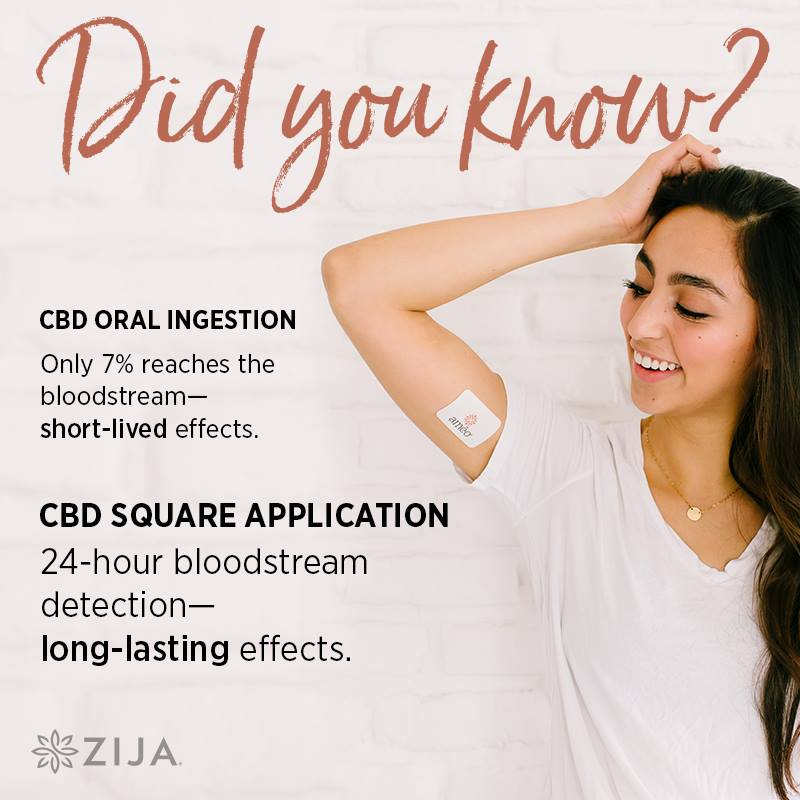 Did you know?
CBD ORAL INGESTION
Only 7% reaches the
bloodstream—
short-lived effects.
CBD SQUARE APPLICATION
24-hour bloodstream
detection—
long-lasting effects.
améo
ZIJA